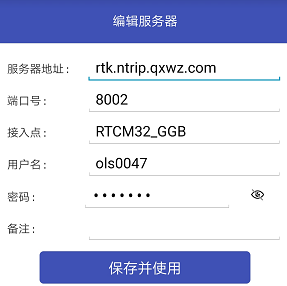 编辑服务器
服务器地址: rtk.ntrip.qxwz.com
端口号: 8002
接入点: RTCM32_GGB
用户名: ols0047
密码: •••••••
备注:
保存并使用